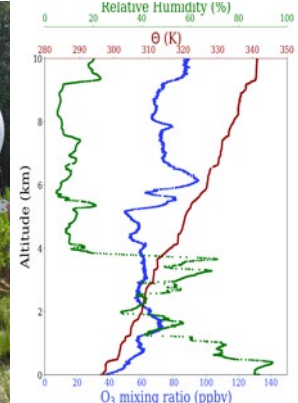 Relative Humidity (%)
0 20 40 60 80 100
Θ (K)
280 290 300 310 320 330 340 350
10
8
6
4
2
0
Altitude (km)
0 20 40 60 80 100 120 140
O₃ mixing ratio (ppbv)